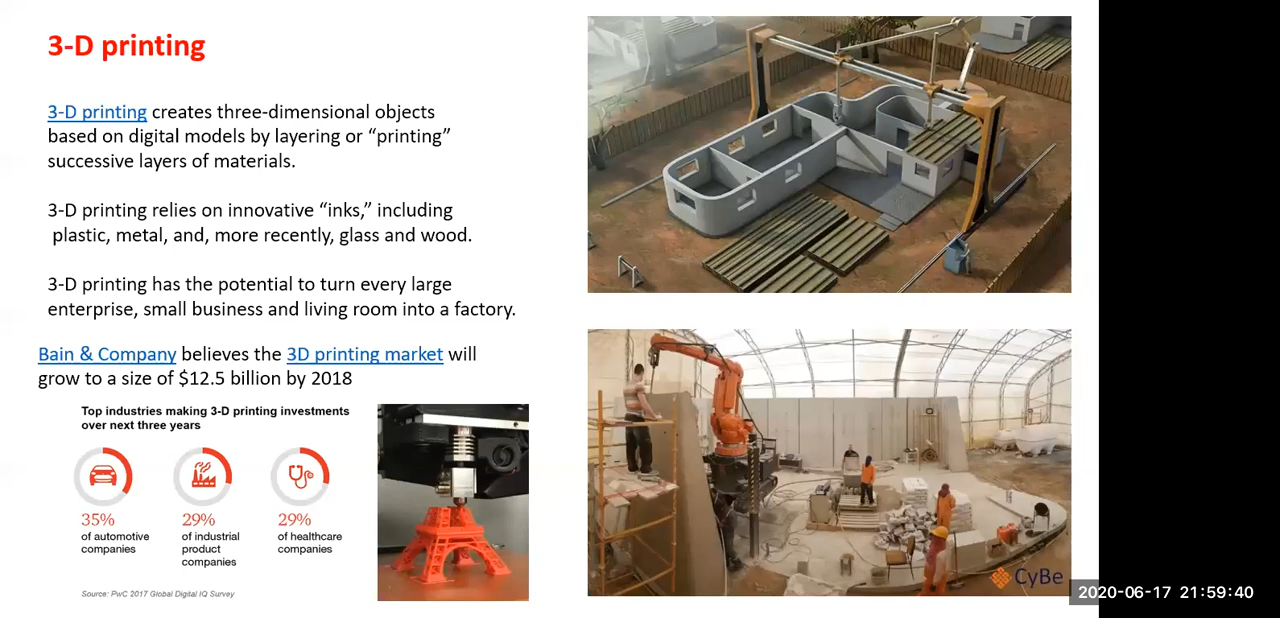 3-D printing
3-D printing creates three-dimensional objects
based on digital models by layering or “printing”
successive layers of materials.
3-D printing relies on innovative “inks,” including
plastic, metal, and, more recently, glass and wood.
3-D printing has the potential to turn every large
enterprise, small business and living room into a factory.
Bain & Company believes the 3D printing market will
grow to a size of $12.5 billion by 2018
Top industries making 3-D printing investments
over next three years
35%
of automotive
companies
29%
of industrial
product
companies
29%
of healthcare
companies
Source: PwC 2017 Global Digital IQ Survey
CyBe
2020-06-17 21:59:40